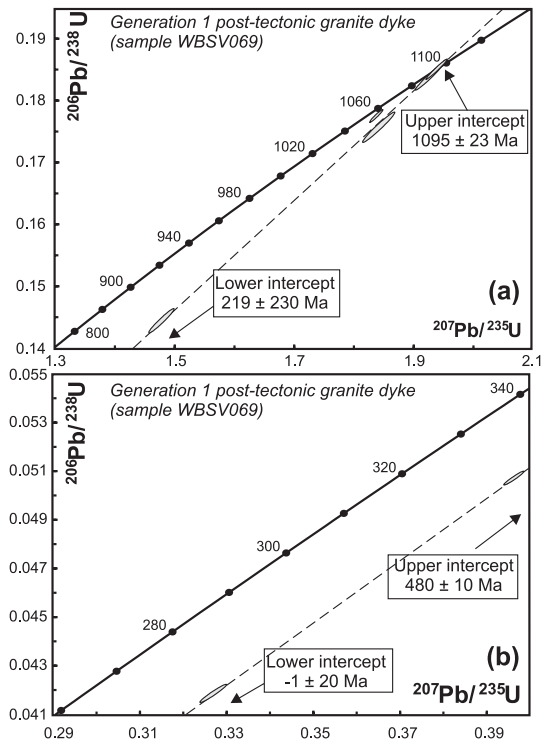 Generation 1 post-tectonic granite dyke
(sample WBSV069)
206Pb/238U
0.19
0.18
0.17
0.16
0.15
0.14
1100
1060
1020
980
940
900
800
Upper intercept
1095 ± 23 Ma
Lower intercept
219 ± 230 Ma
(a)
207Pb/235U
1.3 1.5 1.7 1.9 2.1
Generation 1 post-tectonic granite dyke
(sample WBSV069)
206Pb/238U
0.055
0.053
0.051
0.049
0.047
0.045
0.043
0.041
340
320
300
280
Upper intercept
480 ± 10 Ma
Lower intercept
-1 ± 20 Ma
(b)
207Pb/235U
0.29 0.31 0.33 0.35 0.37 0.39